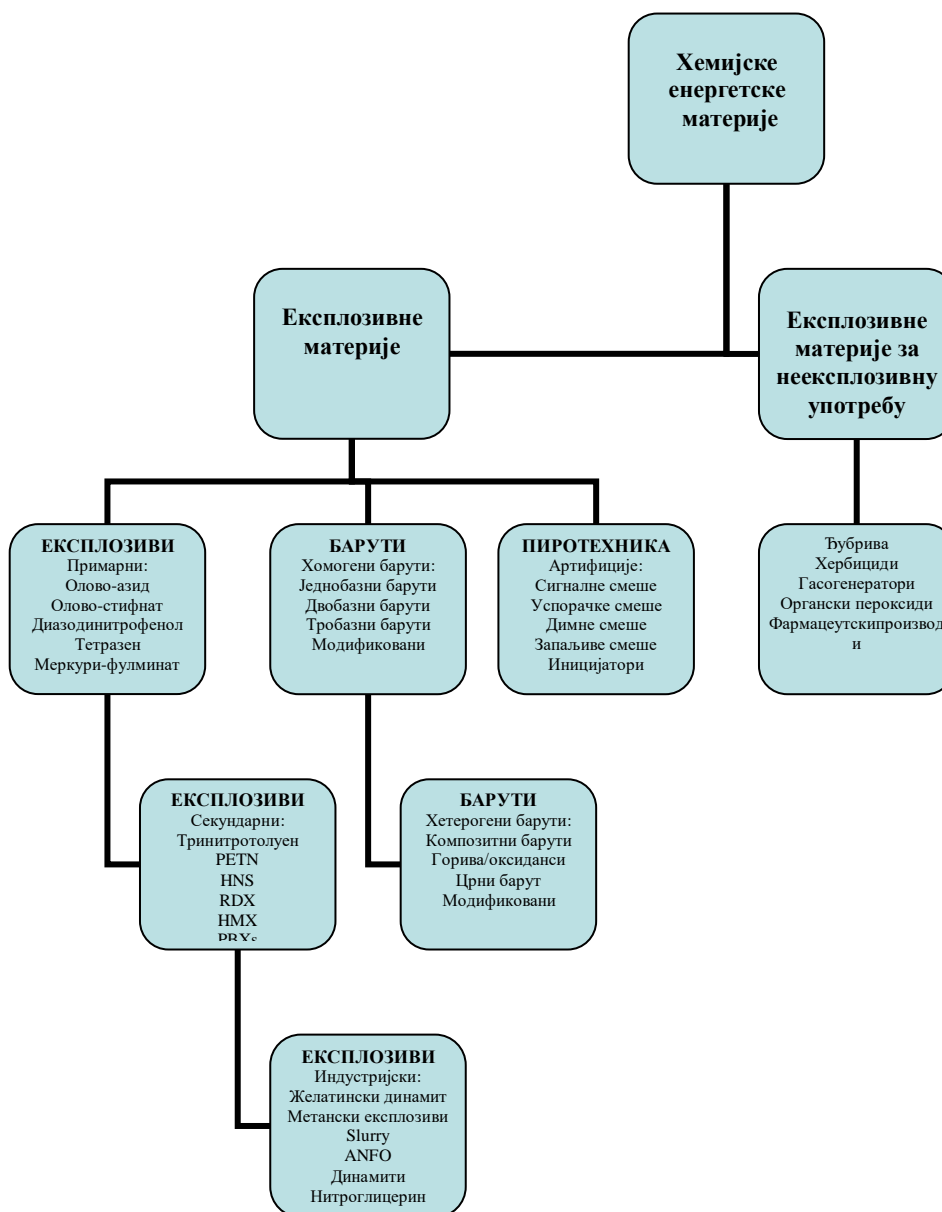 Хемијске
енергетске
материје
Експлозивне
материје
Експлозивне
материје за
неексплозивну
употребу
ЕКСПЛОЗИВИ
Примарни:
Олово-азид
Олово-стифнат
Диазодинитрофенол
Тетразен
Меркури-фулминат
БАРУТИ
Хомогени барути:
Једнобазни барути
Двобазни барути
Тробазни барути
Модификовани
ПИРОТЕХНИКА
Артифиције:
Сигналне смеше
Успорачке смеше
Димне смеше
Запаљиве смеше
Иницијатори
Ђубрива
Хербициди
Гасогенератори
Органски пероксиди
Фармацеутскипроизвод
и
ЕКСПЛОЗИВИ
Секундарни:
Тринитротолуен
PETN
HNS
RDX
HMX
PBXs
БАРУТИ
Хетерогени барути:
Композитни барути
Горива/оксиданси
Црни барут
Модификовани
ЕКСПЛОЗИВИ
Индустријски:
Желатински динамит
Метански експлозиви
Slurry
ANFO
Динамити
Нитроглицерин